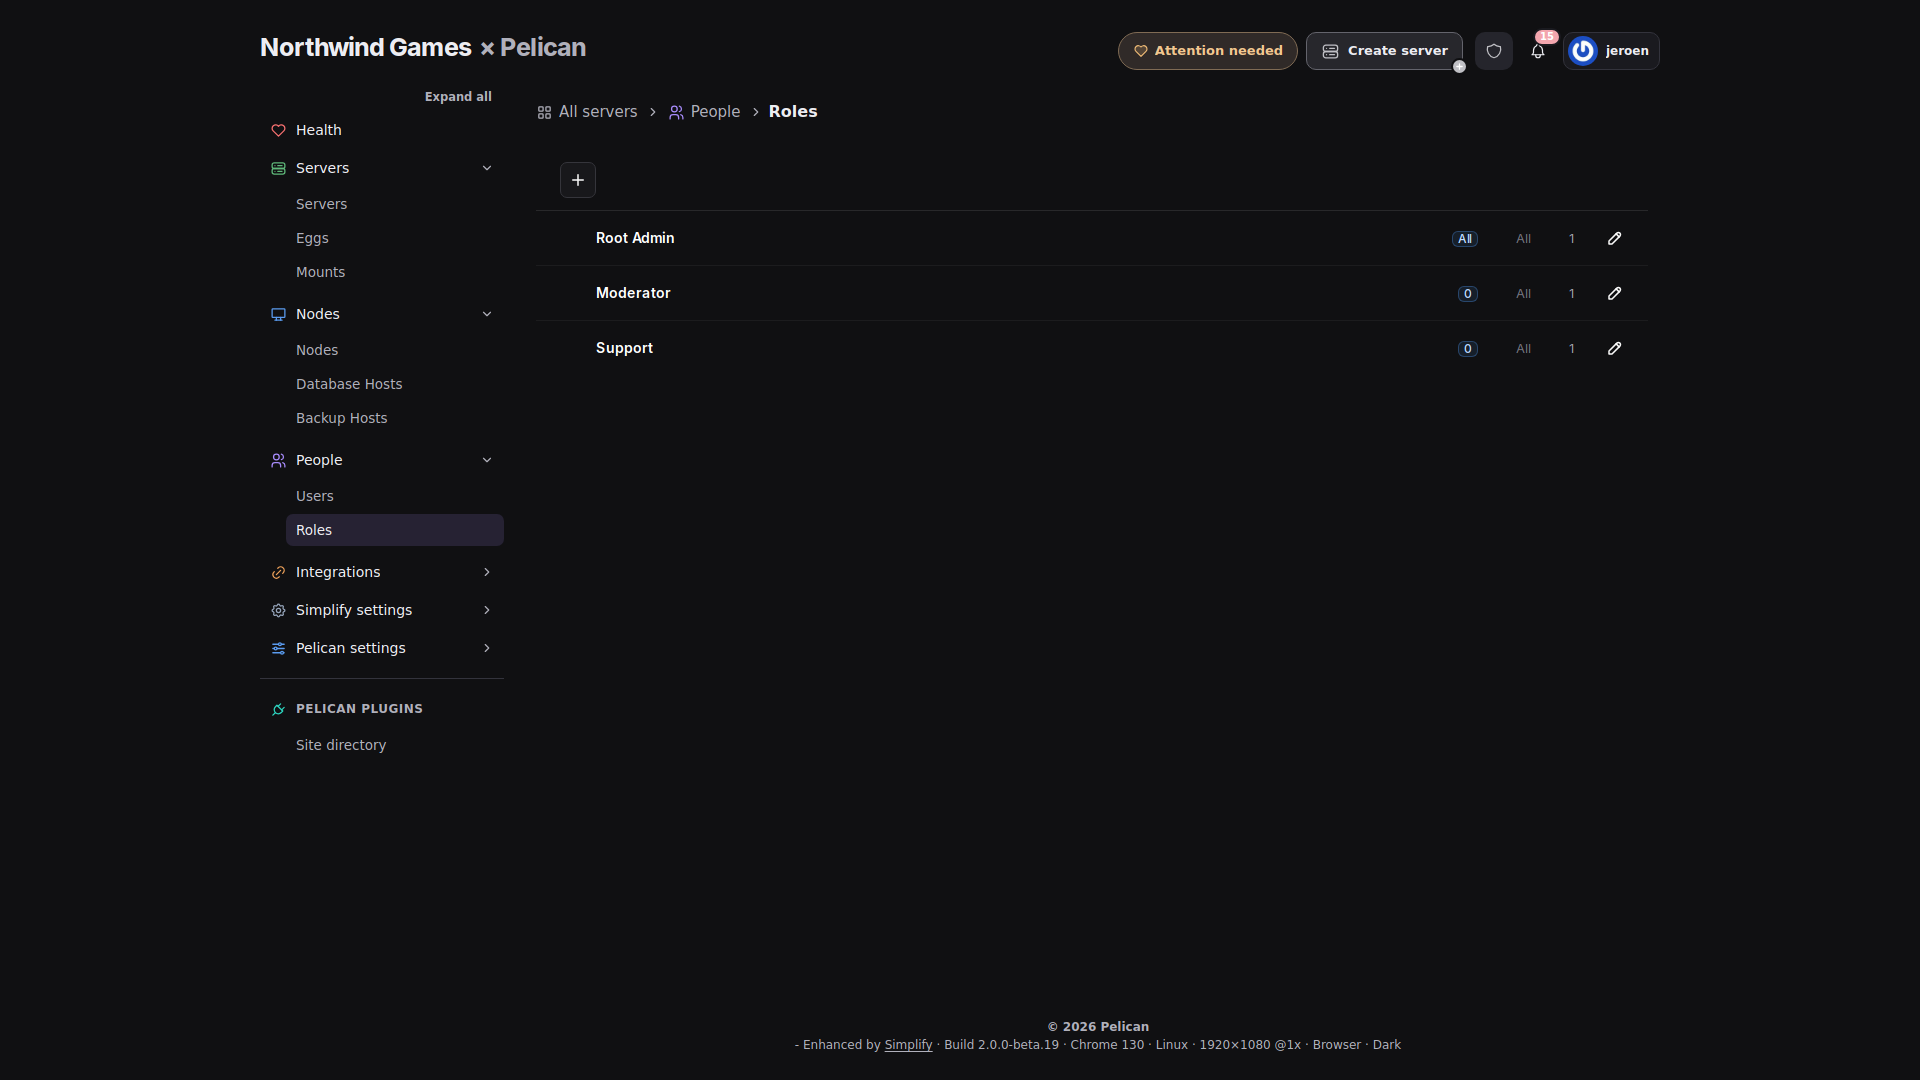 Northwind Games × Pelican
Attention needed
Create server
15
jeroen
Expand all
Health
Servers
Servers
Eggs
Mounts
Nodes
Nodes
Database Hosts
Backup Hosts
People
Users
Roles
Integrations
Simplify settings
Pelican settings
PELICAN PLUGINS
Site directory
All servers > People > Roles
Root Admin All All 1
Moderator 0 All 1
Support 0 All 1
© 2026 Pelican
- Enhanced by Simplify · Build 2.0.0-beta.19 · Chrome 130 · Linux · 1920×1080 @1x · Browser · Dark